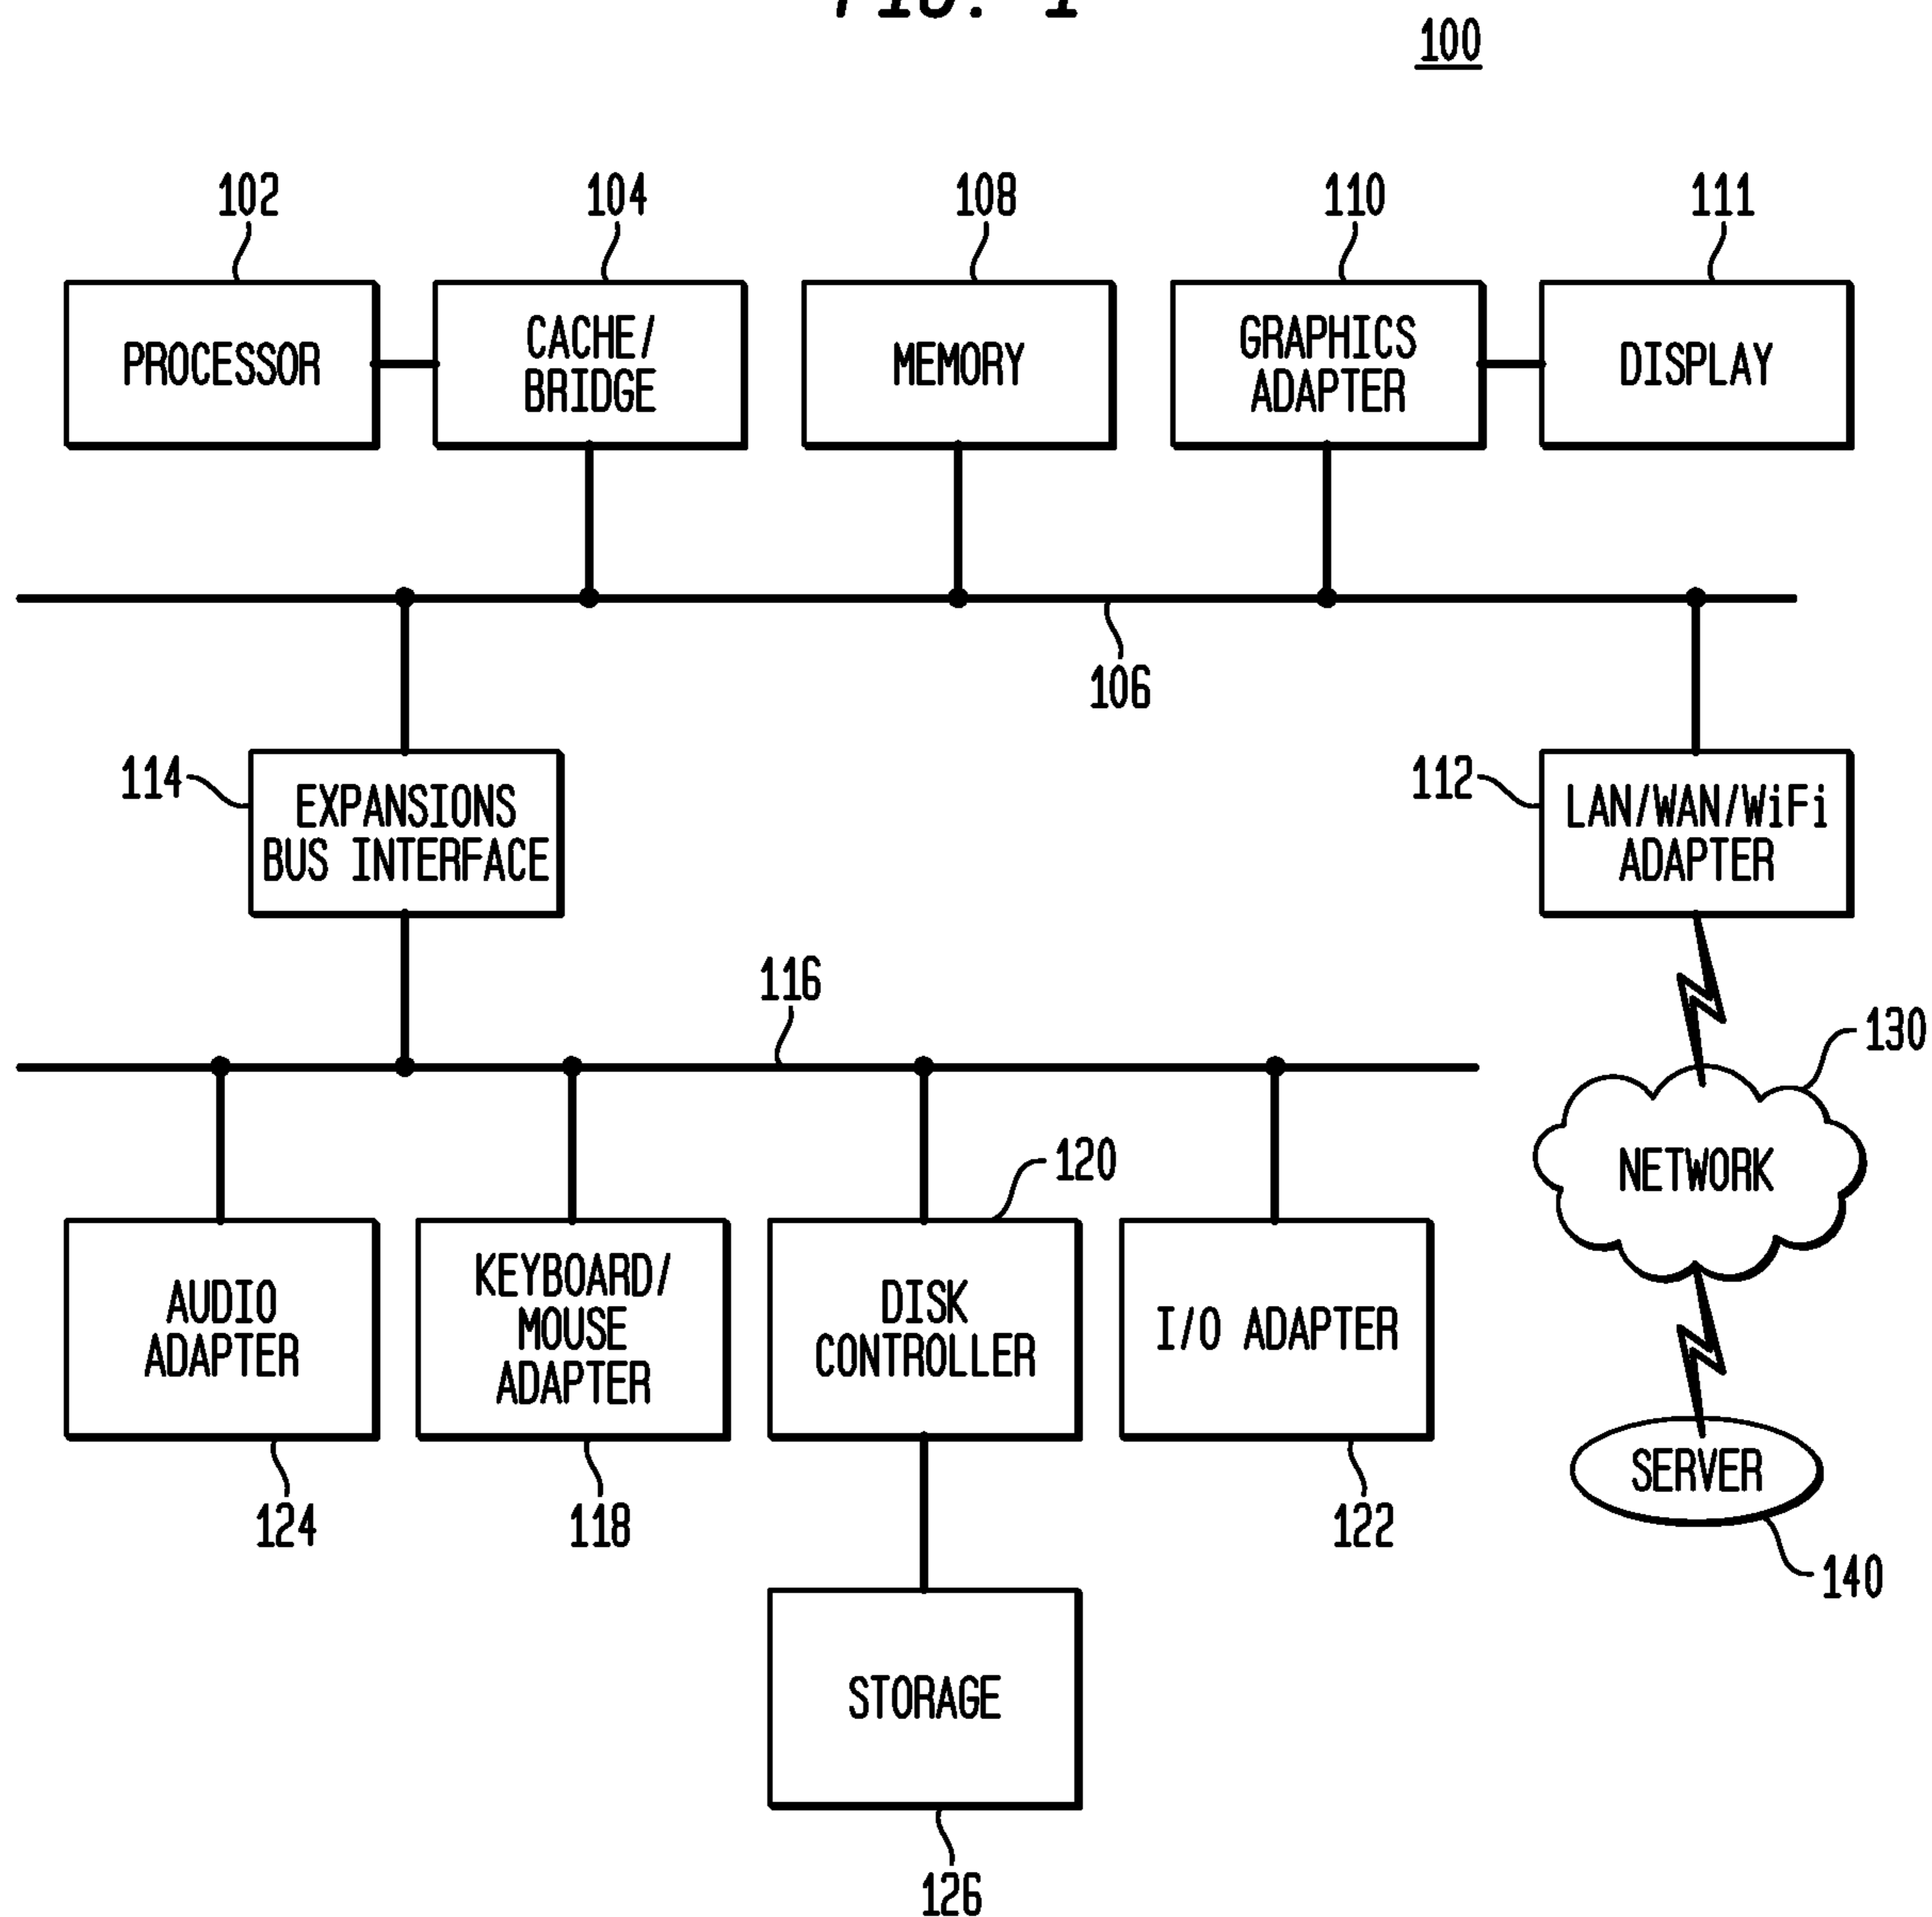 FIG. 1
100
102
104
108
110
111
PROCESSOR
CACHE/
BRIDGE
MEMORY
GRAPHICS
ADAPTER
DISPLAY
106
114
EXPANSIONS
BUS INTERFACE
112
LAN/WAN/WiFi
ADAPTER
116
130
NETWORK
120
AUDIO
ADAPTER
KEYBOARD/
MOUSE
ADAPTER
DISK
CONTROLLER
I/O ADAPTER
SERVER
124
118
122
140
STORAGE
126